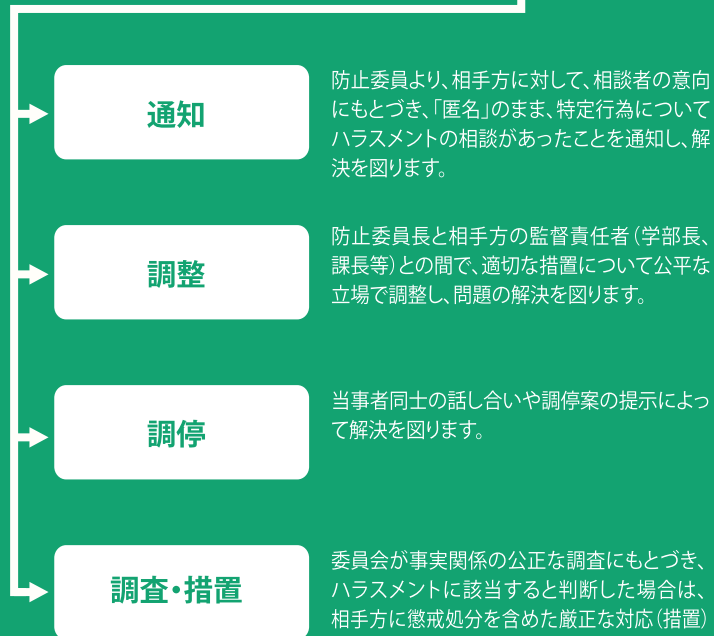 通知
防止委員より、相手方に対して、相談者の意向
にもとづき、「匿名」のまま、特定行為について
ハラスメントの相談があったことを通知し、解
決を図ります。
調整
防止委員長と相手方の監督責任者(学部長、
課長等)との間で、適切な措置について公平な
立場で調整し、問題の解決を図ります。
調停
当事者同士の話し合いや調停案の提示によっ
て解決を図ります。
調査・措置
委員会が事実関係の公正な調査にもとづき、
ハラスメントに該当すると判断した場合は、
相手方に懲戒処分を含めた厳正な対応(措置)